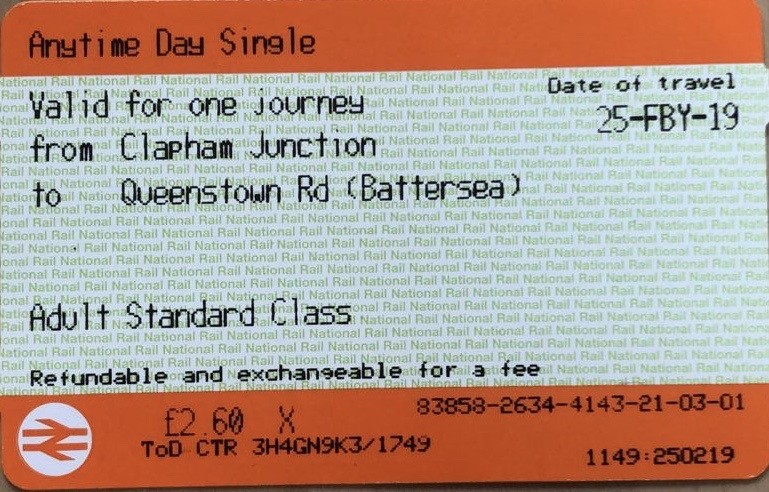 Anytime Day Single
Date of travel
Valid for one journey
25-FBY-19
from Clapham Junction
to Queenstown Rd (Battersea)
Adult Standard Class
Refundable and exchangeable for a fee
£2.60 X
83858-2634-4143-21-03-01
ToD CTR 3H4GN9K3/1749
1149:250219